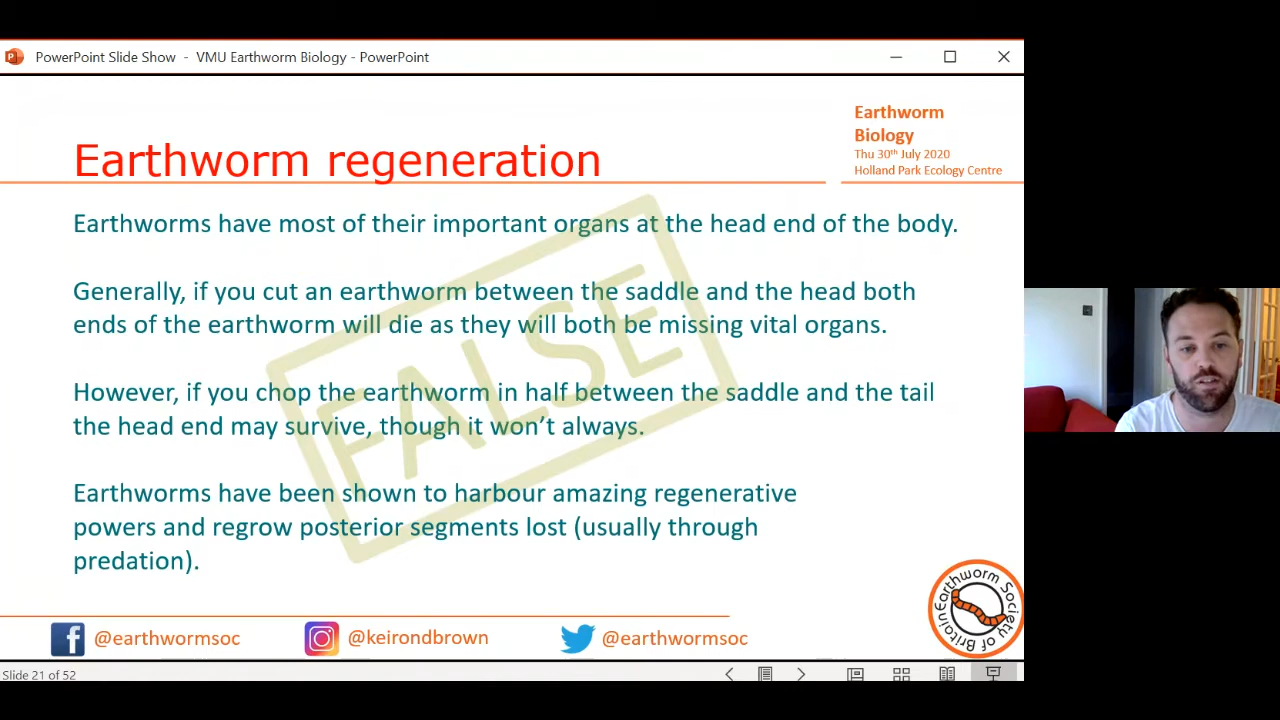 PowerPoint Slide Show - VMU Earthworm Biology - PowerPoint
Earthworm
Biology
Thu 30th July 2020
Holland Park Ecology Centre
Earthworm regeneration
Earthworms have most of their important organs at the head end of the body.
Generally, if you cut an earthworm between the saddle and the head both
ends of the earthworm will die as they will both be missing vital organs.
However, if you chop the earthworm in half between the saddle and the tail
the head end may survive, though it won't always.
Earthworms have been shown to harbour amazing regenerative
powers and regrow posterior segments lost (usually through
predation).
FALSE
@earthwormsoc
@keirondbrown
@earthwormsoc
Earthworm Society of Britain
Slide 21 of 52